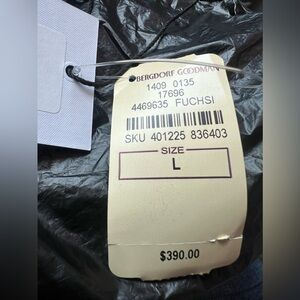 BERGDORF GOODMAN
1409 0135
17696
4469635 FUCHSI
SKU 401225 836403
SIZE
L
$390.00